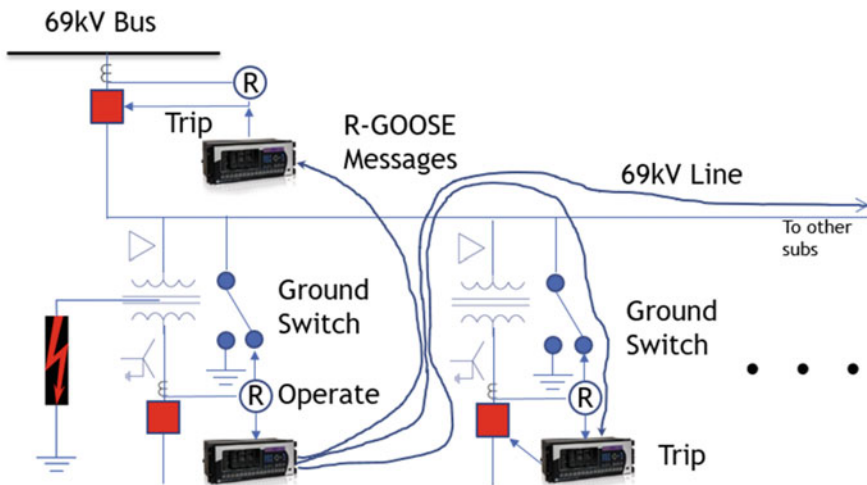 69kV Bus
R
Trip
R-GOOSE
Messages
69kV Line
To other
subs
Ground
Switch
Ground
Switch
R
Operate
R
Trip